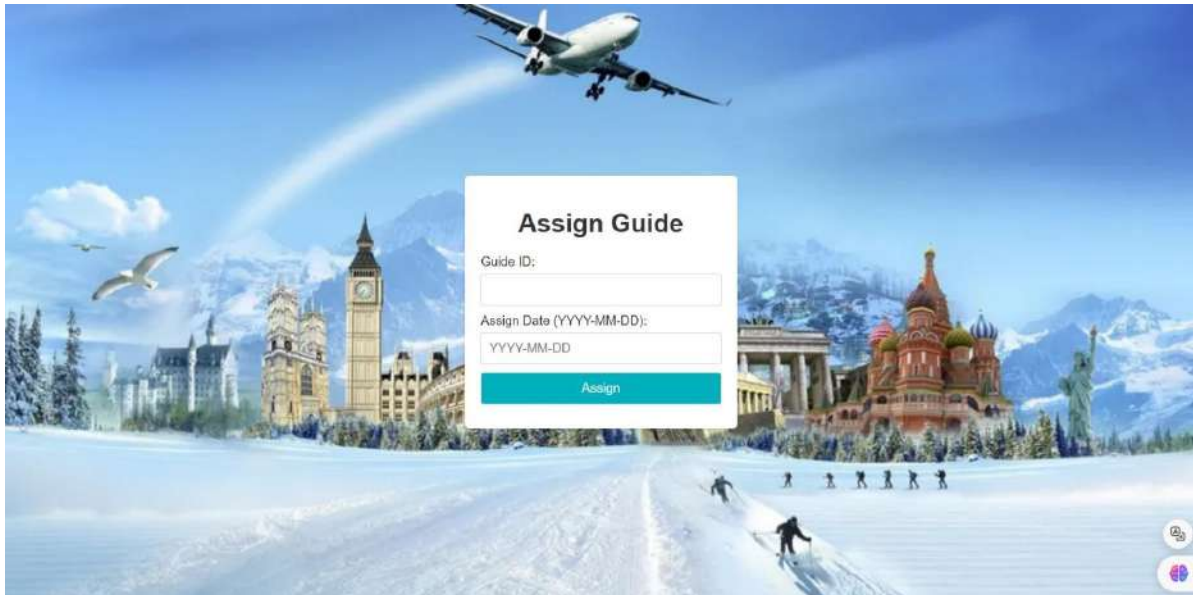 Assign Guide
Guide ID:
Assign Date (YYYY-MM-DD):
YYYY-MM-DD
Assign